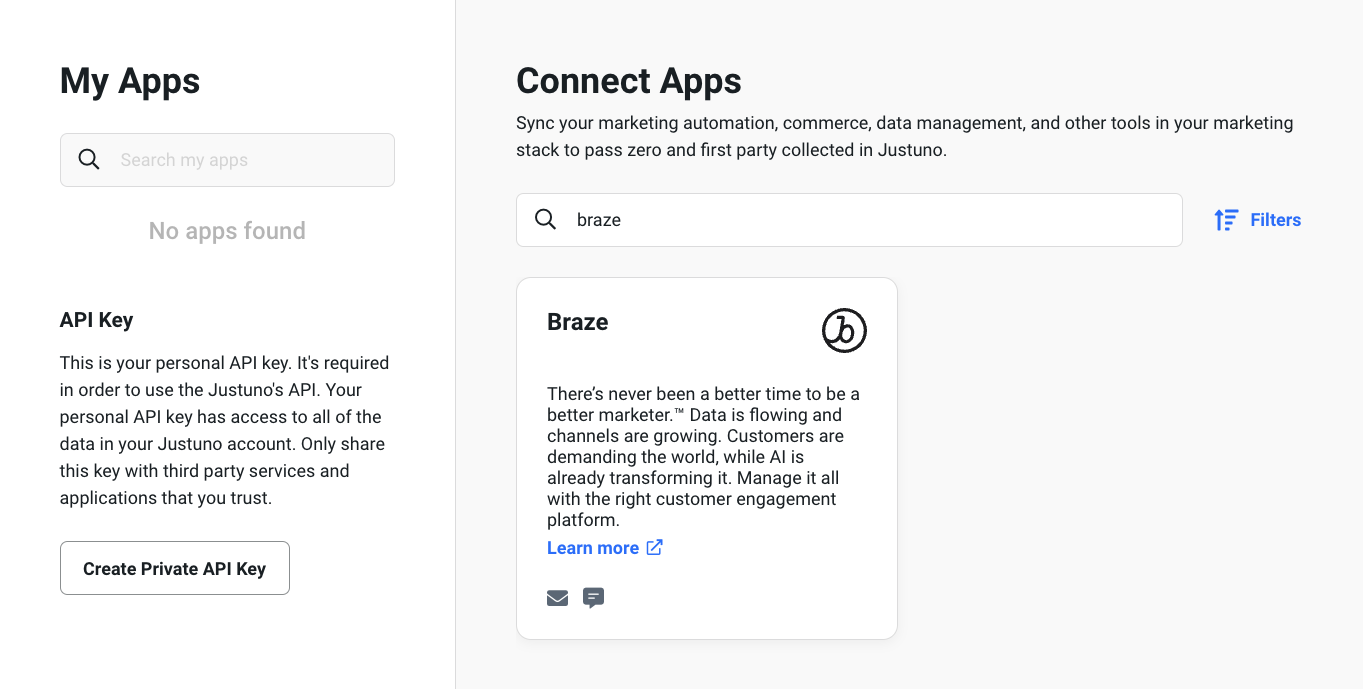 My Apps
Search my apps
No apps found
API Key
This is your personal API key. It's required
in order to use the Justuno's API. Your
personal API key has access to all of the
data in your Justuno account. Only share
this key with third party services and
applications that you trust.
Create Private API Key
Connect Apps
Sync your marketing automation, commerce, data management, and other tools in your marketing
stack to pass zero and first party collected in Justuno.
braze
Filters
Braze
b
There’s never been a better time to be a
better marketer.™ Data is flowing and
channels are growing. Customers are
demanding the world, while AI is
already transforming it. Manage it all
with the right customer engagement
platform.
Learn more